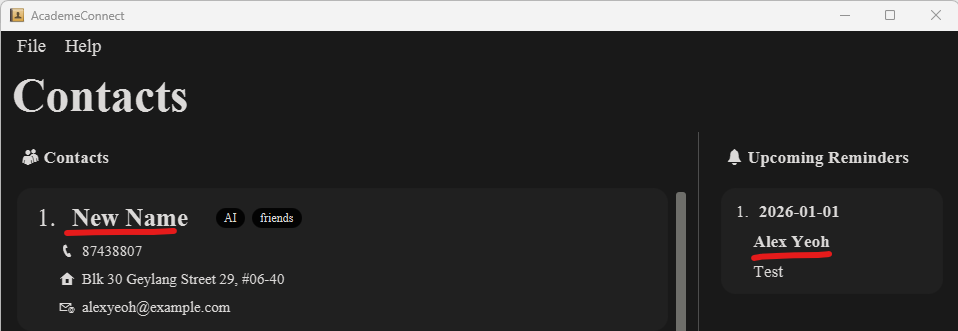 AcademeConnect
File Help
Contacts
Contacts
1. New Name AI friends
87438807
Blk 30 Geylang Street 29, #06-40
alexyeoh@example.com
Upcoming Reminders
1. 2026-01-01
Alex Yeoh
Test